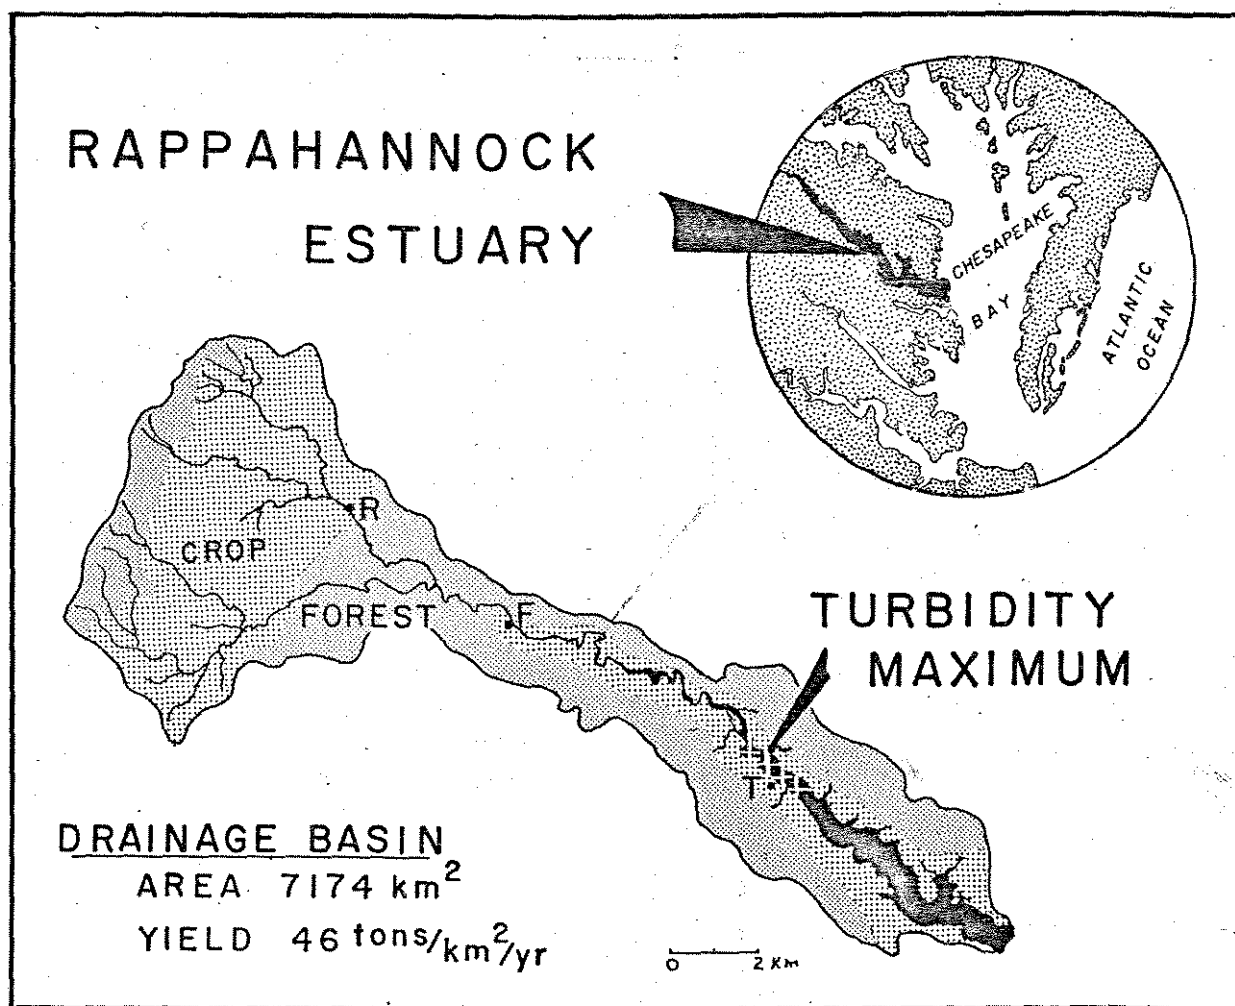 RAPPAHANNOCK
ESTUARY
CHESAPEAKE
BAY
ATLANTIC
OCEAN
R
CROP
FOREST
F
TURBIDITY
MAXIMUM
T
DRAINAGE BASIN
AREA 7174 km²
YIELD 46 tons/km²/yr
0 2 Km